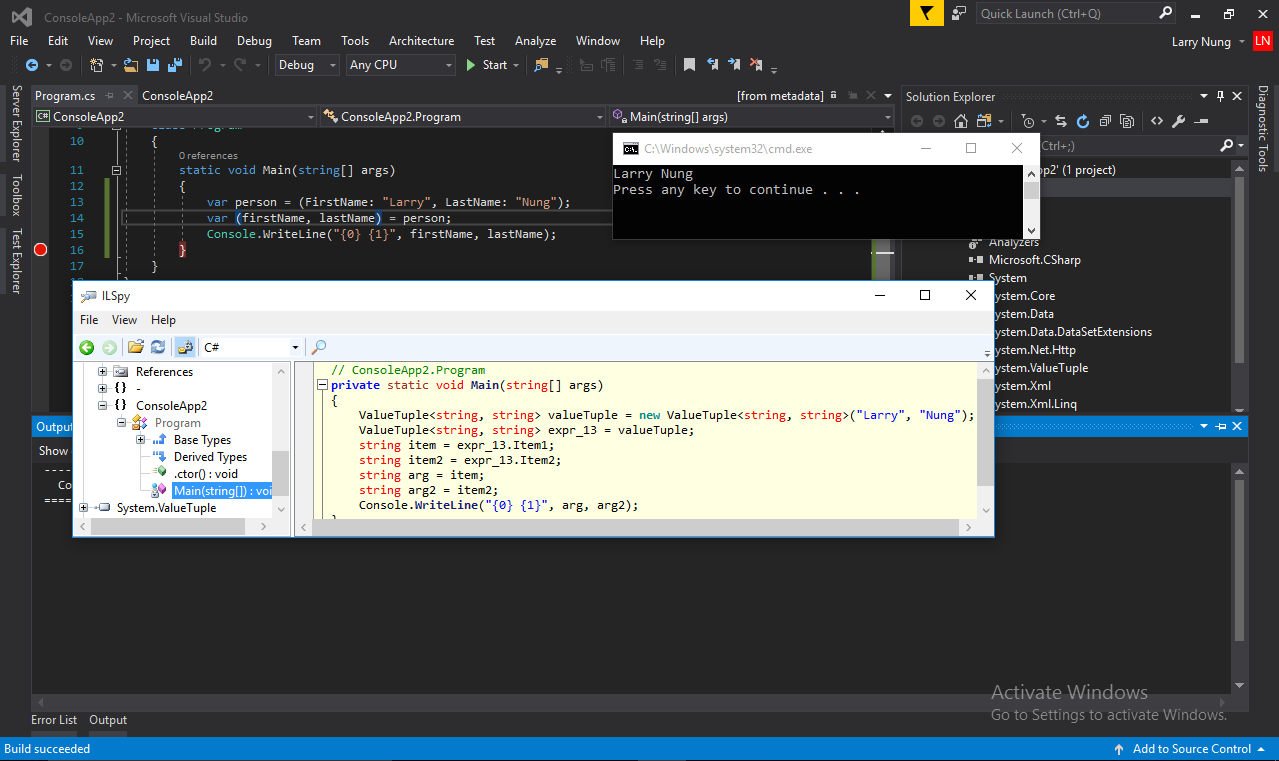 ConsoleApp2 - Microsoft Visual Studio
Quick Launch (Ctrl+Q)
File Edit View Project Build Debug Team Tools Architecture Test Analyze Window Help
Larry Nung LN
Debug Any CPU Start
Server Explorer
Toolbox
Test Explorer
Program.cs ConsoleApp2 [from metadata]
C# ConsoleApp2 ConsoleApp2.Program Main(string[] args)
10 {
0 references
11 static void Main(string[] args)
12 {
13 var person = (FirstName: "Larry", LastName: "Nung");
14 var (firstName, lastName) = person;
15 Console.WriteLine("{0} {1}", firstName, lastName);
16 }
17 }
C:\Windows\system32\cmd.exe
Larry Nung
Press any key to continue . . .
Solution Explorer
Ctrl+;)
pp2' (1 project)
Analyzers
Microsoft.CSharp
System
ystem.Core
ystem.Data
ystem.Data.DataSetExtensions
ystem.Net.Http
ystem.ValueTuple
ystem.Xml
ystem.Xml.Linq
Diagnostic Tools
ILSpy
File View Help
C#
References
{} -
{} ConsoleApp2
Program
Base Types
Derived Types
.ctor() : void
Main(string[]) : voi
System.ValueTuple
// ConsoleApp2.Program
private static void Main(string[] args)
{
ValueTuple<string, string> valueTuple = new ValueTuple<string, string>("Larry", "Nung");
ValueTuple<string, string> expr_13 = valueTuple;
string item = expr_13.Item1;
string item2 = expr_13.Item2;
string arg = item;
string arg2 = item2;
Console.WriteLine("{0} {1}", arg, arg2);
Output
Show
Co
Activate Windows
Go to Settings to activate Windows.
Error List Output
Build succeeded
Add to Source Control